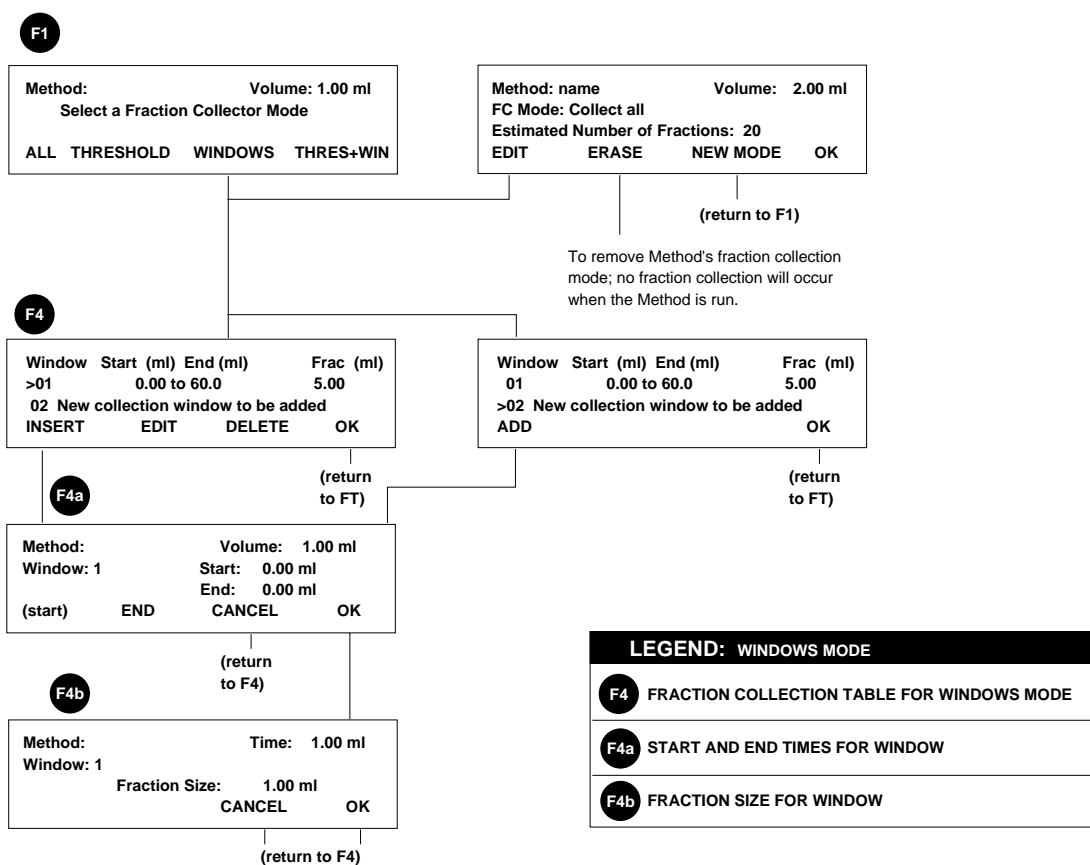 F1
Method: Volume: 1.00 ml
Select a Fraction Collector Mode
ALL THRESHOLD WINDOWS THRES+WIN
Method: name Volume: 2.00 ml
FC Mode: Collect all
Estimated Number of Fractions: 20
EDIT ERASE NEW MODE OK
(return to F1)
To remove Method's fraction collection
mode; no fraction collection will occur
when the Method is run.
F4
Window Start (ml) End (ml) Frac (ml)
>01 0.00 to 60.0 5.00
02 New collection window to be added
INSERT EDIT DELETE OK
(return
to FT)
Window Start (ml) End (ml) Frac (ml)
01 0.00 to 60.0 5.00
>02 New collection window to be added
ADD OK
(return
to FT)
F4a
Method: Volume: 1.00 ml
Window: 1 Start: 0.00 ml
End: 0.00 ml
(start) END CANCEL OK
(return
to F4)
F4b
Method: Time: 1.00 ml
Window: 1
Fraction Size: 1.00 ml
CANCEL OK
(return to F4)
LEGEND: WINDOWS MODE
F4 FRACTION COLLECTION TABLE FOR WINDOWS MODE
F4a START AND END TIMES FOR WINDOW
F4b FRACTION SIZE FOR WINDOW